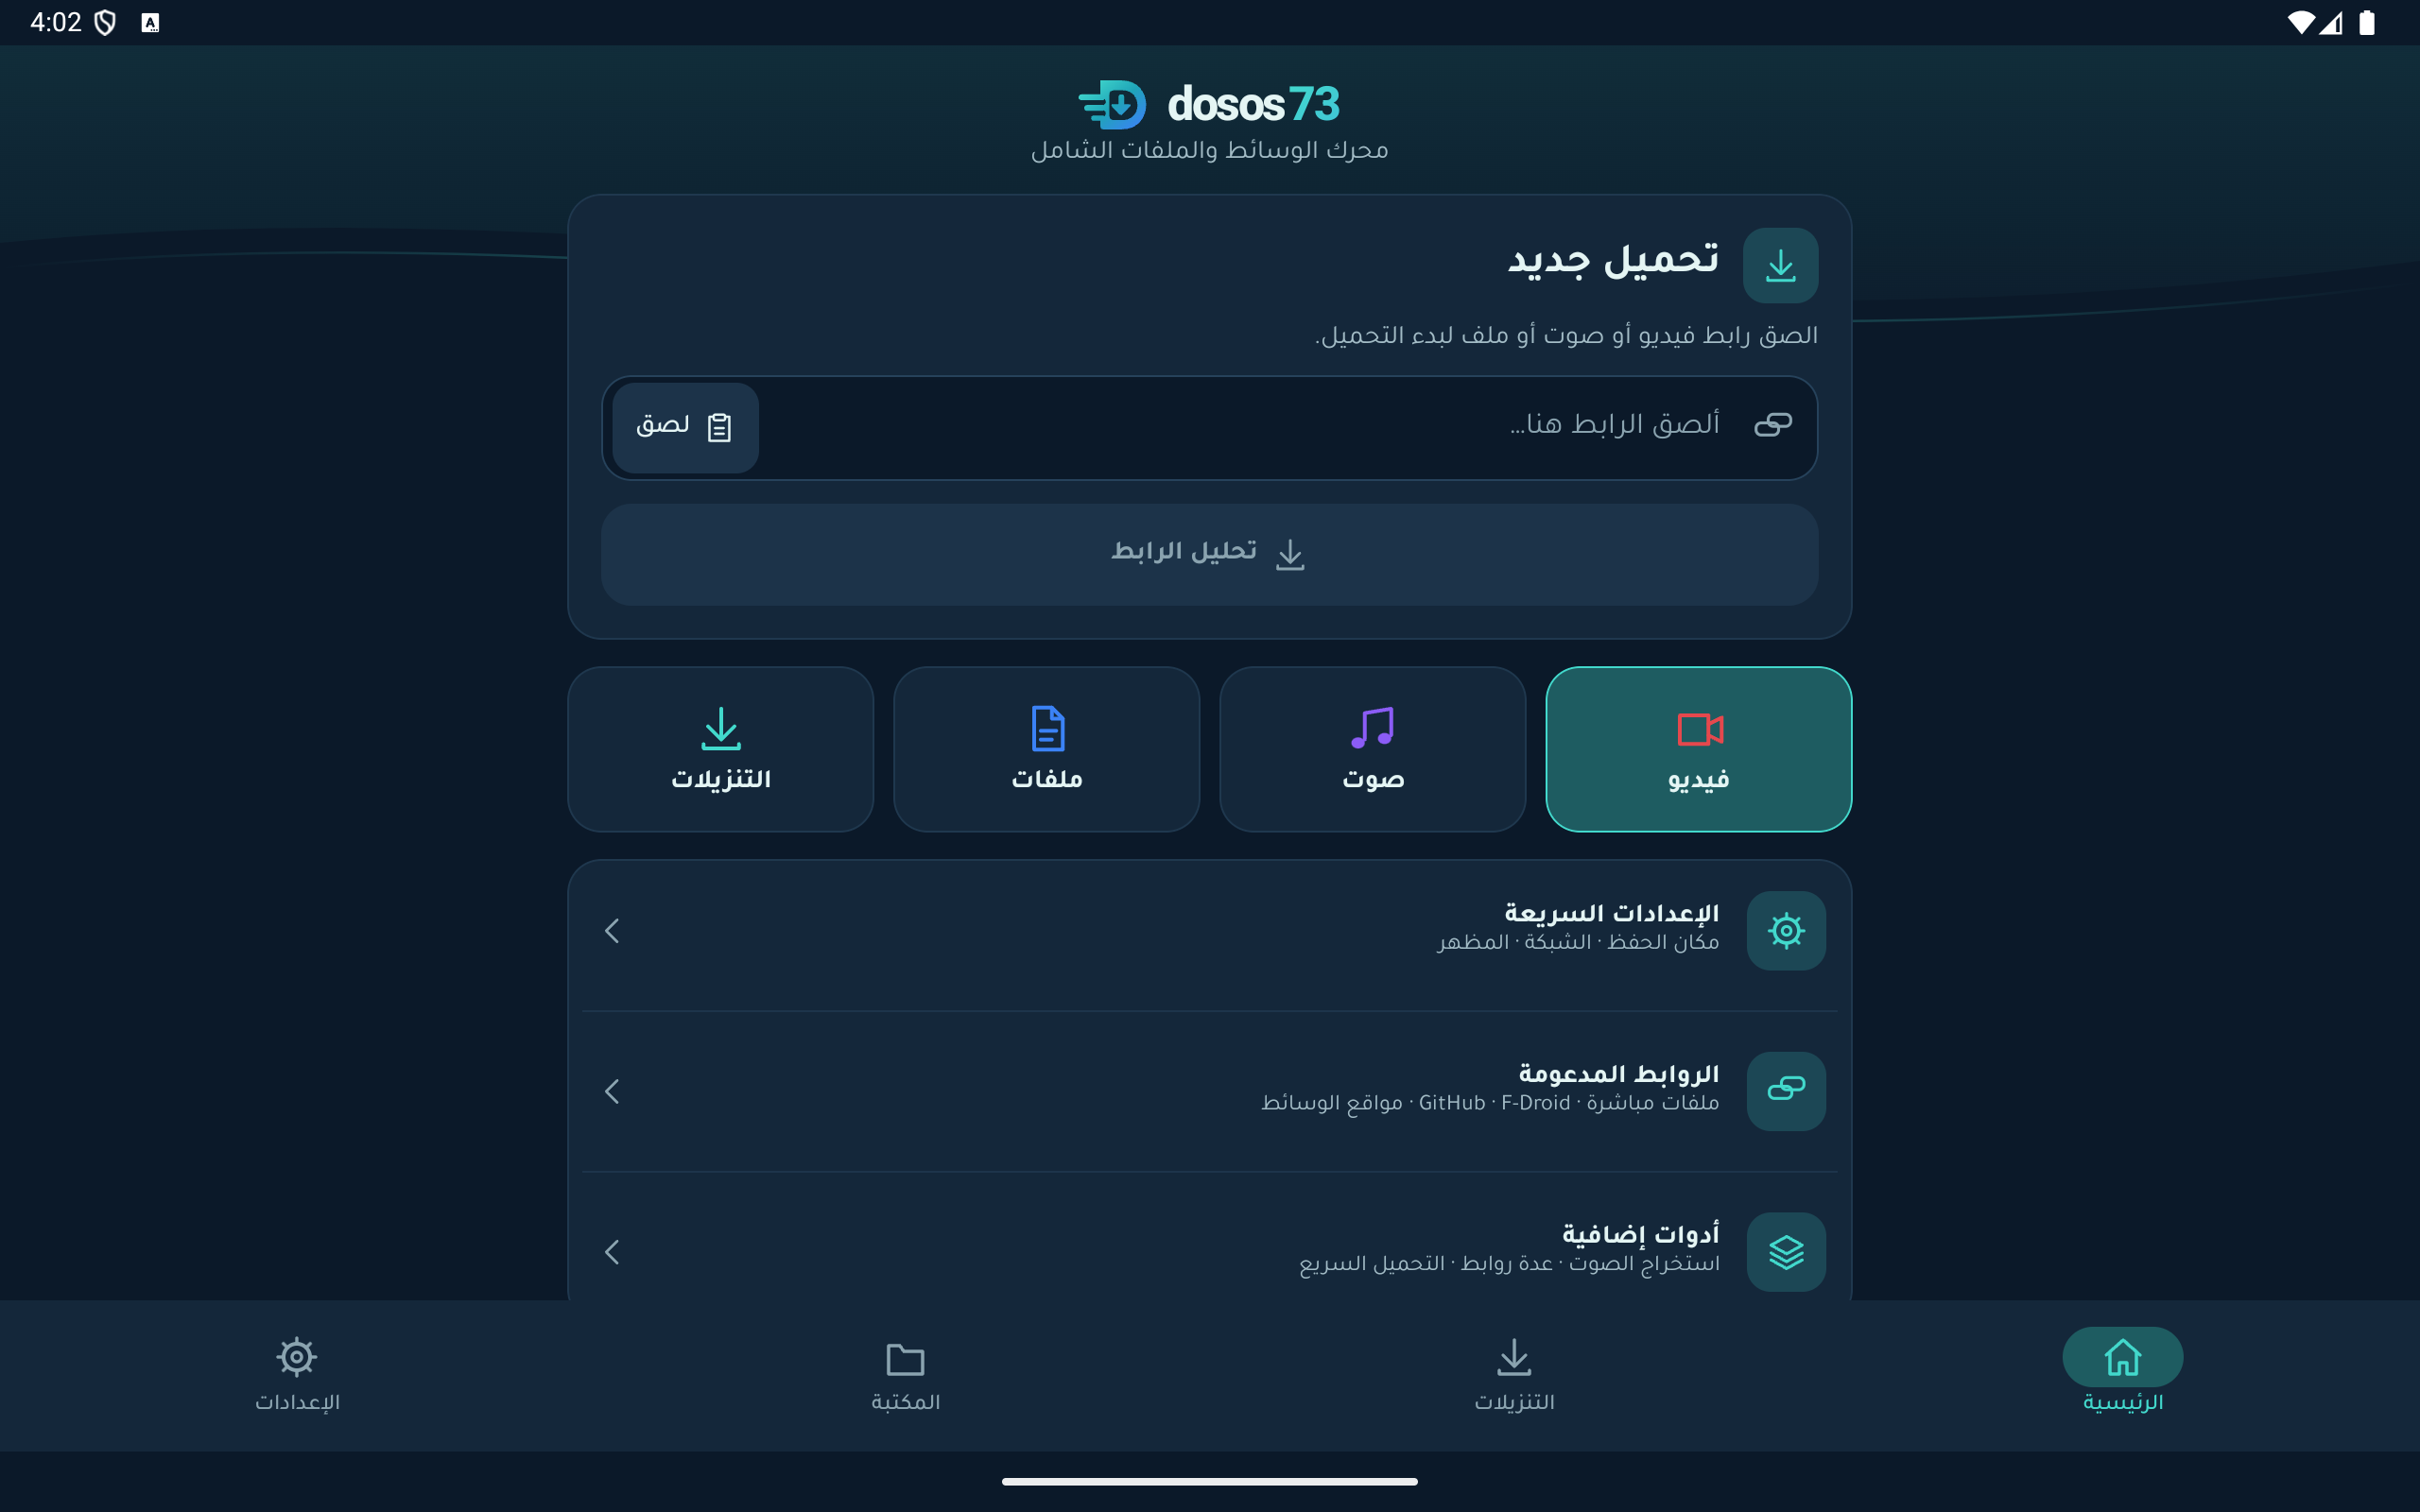 4:02
dosos73
محرك الوسائط والملفات الشامل
تحميل جديد
الصق رابط فيديو أو صوت أو ملف لبدء التحميل.
ألصق الرابط هنا...
لصق
تحليل الرابط
فيديو
صوت
ملفات
التنزيلات
الإعدادات السريعة
مكان الحفظ · الشبكة · المظهر
الروابط المدعومة
ملفات مباشرة · GitHub · F-Droid · مواقع الوسائط
أدوات إضافية
استخراج الصوت · عدة روابط · التحميل السريع
الرئيسية
التنزيلات
المكتبة
الإعدادات